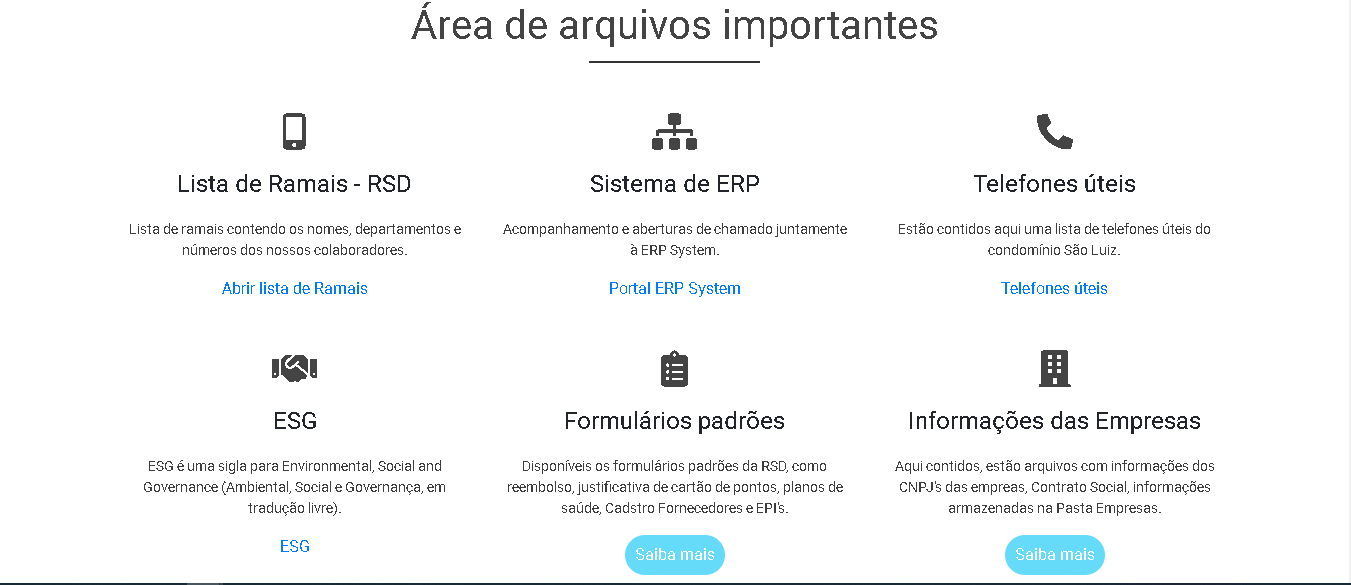 Área de arquivos importantes
Lista de Ramais - RSD
Lista de ramais contendo os nomes, departamentos e
números dos nossos colaboradores.
Abrir lista de Ramais
Sistema de ERP
Acompanhamento e aberturas de chamado juntamente
à ERP System.
Portal ERP System
Telefones úteis
Estão contidos aqui uma lista de telefones úteis do
condomínio São Luiz.
Telefones úteis
ESG
ESG é uma sigla para Environmental, Social and
Governance (Ambiental, Social e Governança, em
tradução livre).
ESG
Formulários padrões
Disponíveis os formulários padrões da RSD, como
reembolso, justificativa de cartão de pontos, planos de
saúde, Cadstro Fornecedores e EPI's.
Saiba mais
Informações das Empresas
Aqui contidos, estão arquivos com informações dos
CNPJ's das empreas, Contrato Social, informações
armazenadas na Pasta Empresas.
Saiba mais